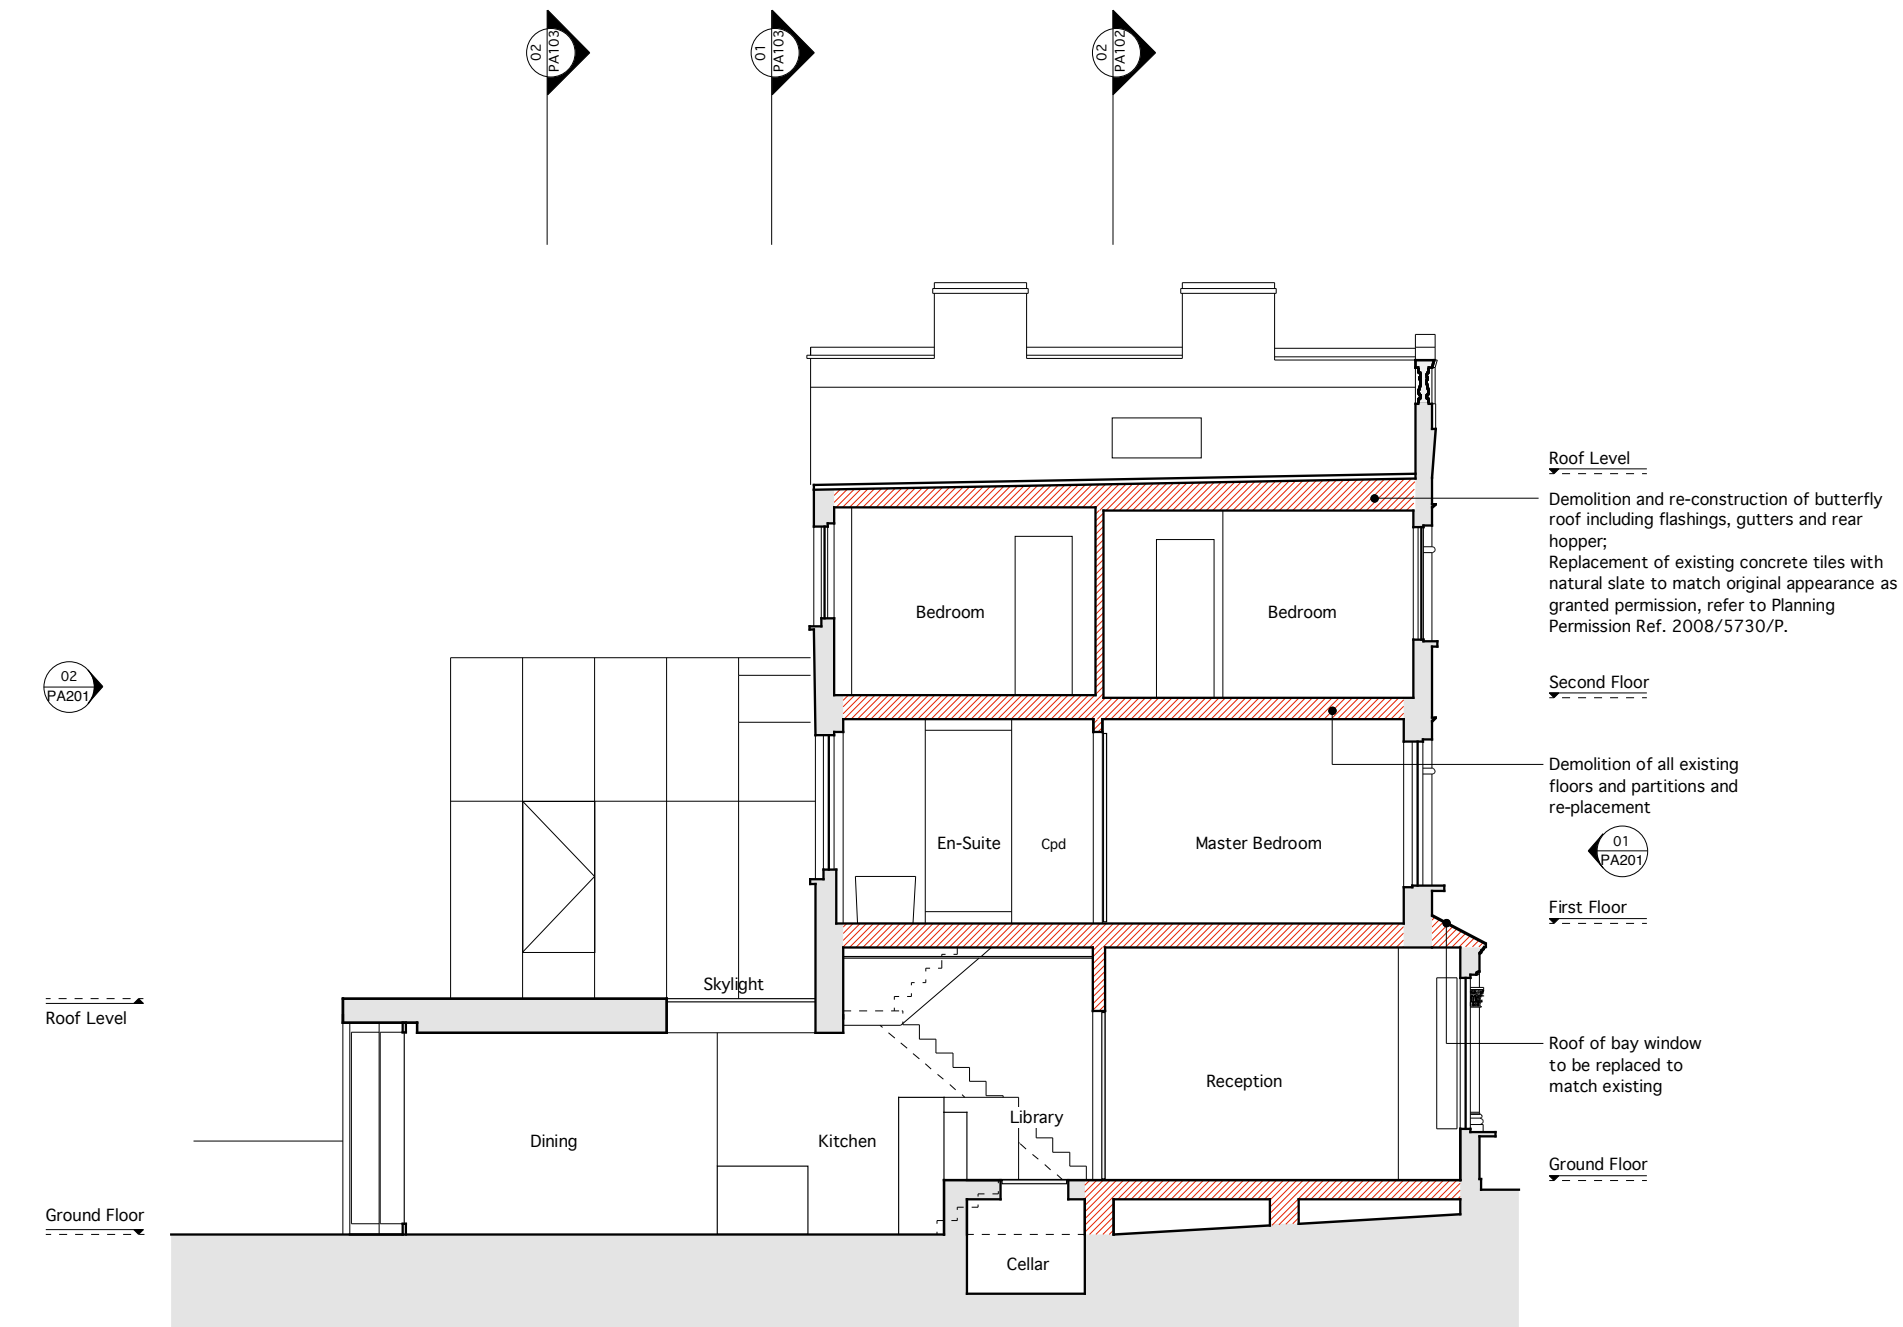 02
PA103
01
PA103
02
PA102
Roof Level
Demolition and re-construction of butterfly
roof including flashings, gutters and rear
hopper;
Replacement of existing concrete tiles with
natural slate to match original appearance as
granted permission, refer to Planning
Permission Ref. 2008/5730/P.
Bedroom
Bedroom
02
PA201
Second Floor
Demolition of all existing
floors and partitions and
re-placement
En-Suite
Cpd
Master Bedroom
01
PA201
First Floor
Skylight
Roof Level
Roof of bay window
to be replaced to
match existing
Reception
Library
Dining
Kitchen
Ground Floor
Ground Floor
Cellar